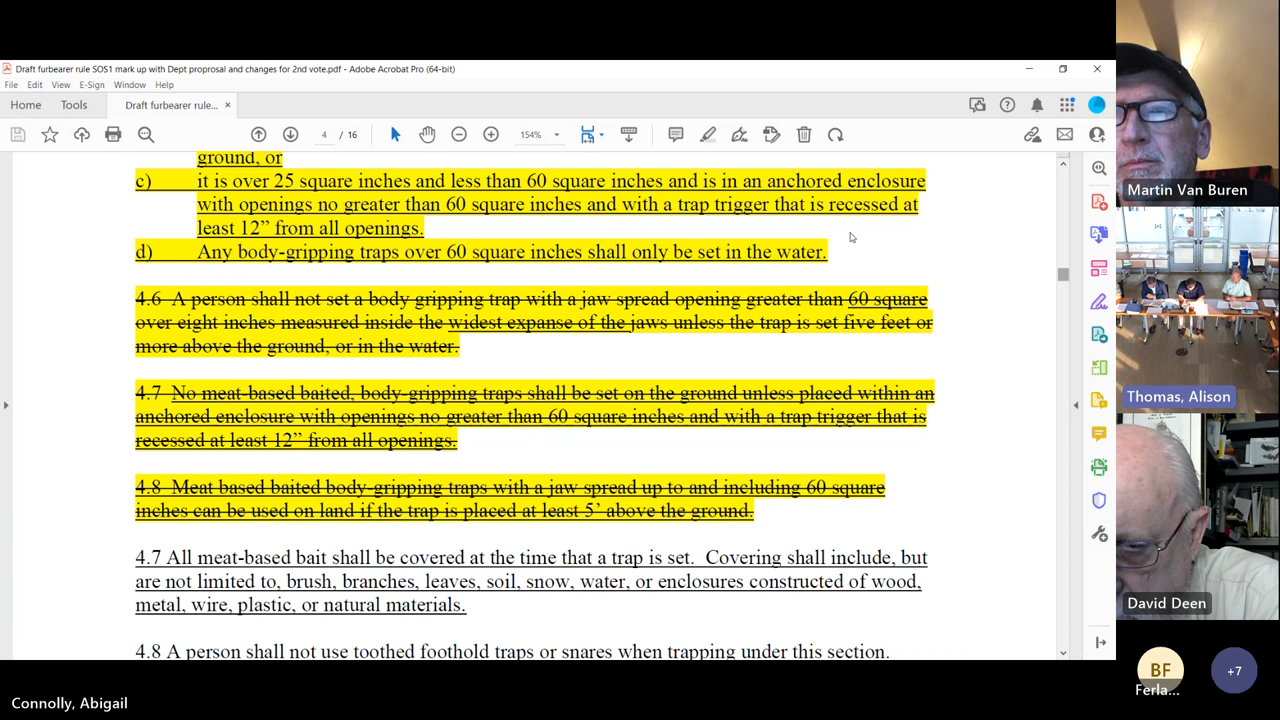 Draft furbearer rule SOS1 mark up with Dept proprosal and changes for 2nd vote.pdf - Adobe Acrobat Pro (64-bit)
File Edit View E-Sign Window Help
Home Tools Draft furbearer rule... ×
4 / 16 154%
ground, or
c) it is over 25 square inches and less than 60 square inches and is in an anchored enclosure
with openings no greater than 60 square inches and with a trap trigger that is recessed at
least 12” from all openings.
d) Any body-gripping traps over 60 square inches shall only be set in the water.
4.6 A person shall not set a body gripping trap with a jaw spread opening greater than 60 square
over eight inches measured inside the widest expanse of the jaws unless the trap is set five feet or
more above the ground, or in the water.
4.7 No meat-based baited, body-gripping traps shall be set on the ground unless placed within an
anchored enclosure with openings no greater than 60 square inches and with a trap trigger that is
recessed at least 12” from all openings.
4.8 Meat based baited body-gripping traps with a jaw spread up to and including 60 square
inches can be used on land if the trap is placed at least 5’ above the ground.
4.7 All meat-based bait shall be covered at the time that a trap is set. Covering shall include, but
are not limited to, brush, branches, leaves, soil, snow, water, or enclosures constructed of wood,
metal, wire, plastic, or natural materials.
4.8 A person shall not use toothed foothold traps or snares when trapping under this section.
Martin Van Buren
Thomas, Alison
David Deen
BF
Ferla...
+7
Connolly, Abigail